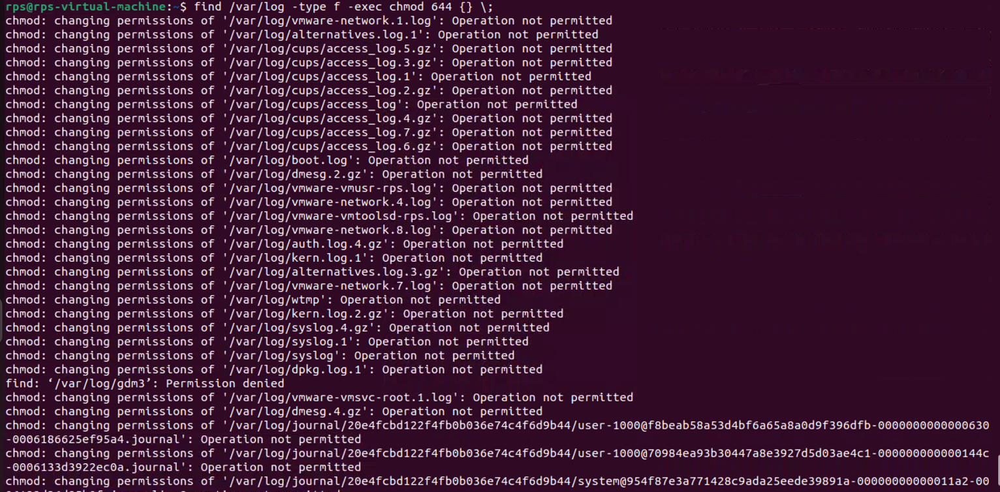 rps@rps-virtual-machine:~$ find /var/log -type f -exec chmod 644 {} \;
chmod: changing permissions of '/var/log/vmware-network.1.log': Operation not permitted
chmod: changing permissions of '/var/log/alternatives.log.1': Operation not permitted
chmod: changing permissions of '/var/log/cups/access_log.5.gz': Operation not permitted
chmod: changing permissions of '/var/log/cups/access_log.3.gz': Operation not permitted
chmod: changing permissions of '/var/log/cups/access_log.1': Operation not permitted
chmod: changing permissions of '/var/log/cups/access_log.2.gz': Operation not permitted
chmod: changing permissions of '/var/log/cups/access_log': Operation not permitted
chmod: changing permissions of '/var/log/cups/access_log.4.gz': Operation not permitted
chmod: changing permissions of '/var/log/cups/access_log.7.gz': Operation not permitted
chmod: changing permissions of '/var/log/cups/access_log.6.gz': Operation not permitted
chmod: changing permissions of '/var/log/boot.log': Operation not permitted
chmod: changing permissions of '/var/log/dmesg.2.gz': Operation not permitted
chmod: changing permissions of '/var/log/vmware-vmusr-rps.log': Operation not permitted
chmod: changing permissions of '/var/log/vmware-network.4.log': Operation not permitted
chmod: changing permissions of '/var/log/vmware-vmtoolsd-rps.log': Operation not permitted
chmod: changing permissions of '/var/log/vmware-network.8.log': Operation not permitted
chmod: changing permissions of '/var/log/auth.log.4.gz': Operation not permitted
chmod: changing permissions of '/var/log/kern.log.1': Operation not permitted
chmod: changing permissions of '/var/log/alternatives.log.3.gz': Operation not permitted
chmod: changing permissions of '/var/log/vmware-network.7.log': Operation not permitted
chmod: changing permissions of '/var/log/wtmp': Operation not permitted
chmod: changing permissions of '/var/log/kern.log.2.gz': Operation not permitted
chmod: changing permissions of '/var/log/syslog.4.gz': Operation not permitted
chmod: changing permissions of '/var/log/syslog.1': Operation not permitted
chmod: changing permissions of '/var/log/syslog': Operation not permitted
chmod: changing permissions of '/var/log/dpkg.log.1': Operation not permitted
find: ‘/var/log/gdm3’: Permission denied
chmod: changing permissions of '/var/log/vmware-vmsvc-root.1.log': Operation not permitted
chmod: changing permissions of '/var/log/dmesg.4.gz': Operation not permitted
chmod: changing permissions of '/var/log/journal/20e4fcbd122f4fb0b036e74c4f6d9b44/user-1000@f8beab58a53d4bf6a65a8a0d9f396dfb-0000000000000630
-0006186625ef95a4.journal': Operation not permitted
chmod: changing permissions of '/var/log/journal/20e4fcbd122f4fb0b036e74c4f6d9b44/user-1000@70984ea93b30447a8e3927d5d03ae4c1-000000000000144c
-0006133d3922ec0a.journal': Operation not permitted
chmod: changing permissions of '/var/log/journal/20e4fcbd122f4fb0b036e74c4f6d9b44/system@954f87e3a771428c9ada25eede39891a-00000000000011a2-00